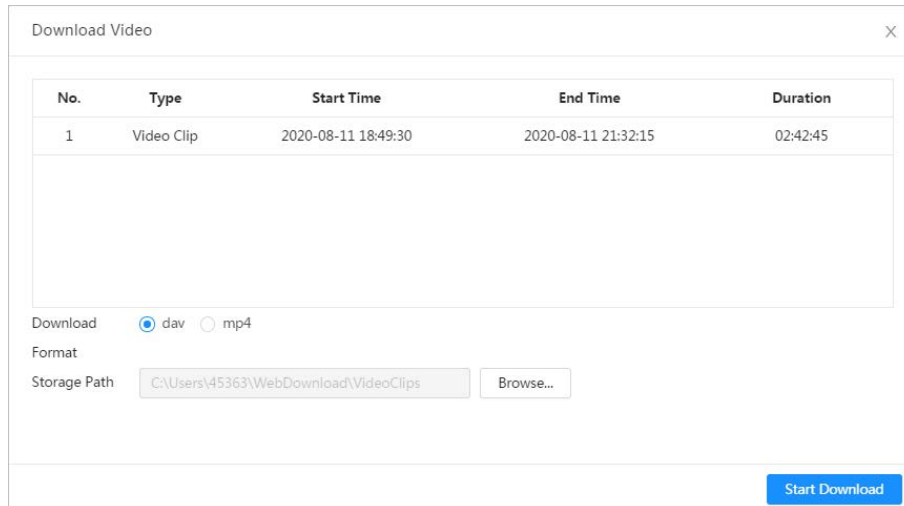 Download Video X
No. Type Start Time End Time Duration
1 Video Clip 2020-08-11 18:49:30 2020-08-11 21:32:15 02:42:45
Download dav mp4
Format
Storage Path C:\Users\45363\WebDownload\VideoClips Browse...
Start Download